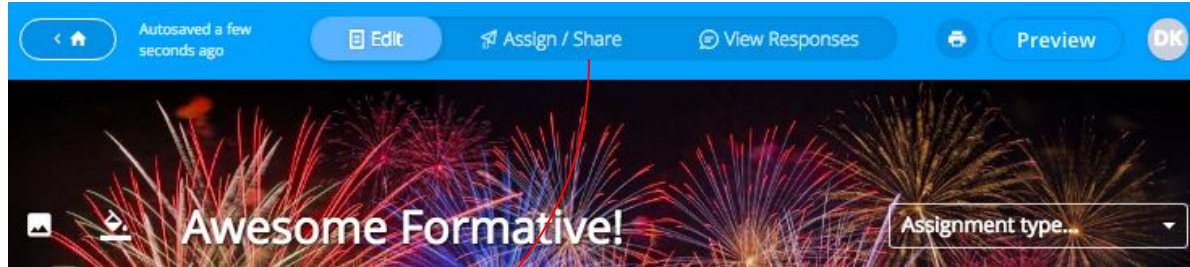 Autosaved a few
seconds ago
Edit
Assign / Share
View Responses
Preview
DK
Awesome Formative!
Assignment type...